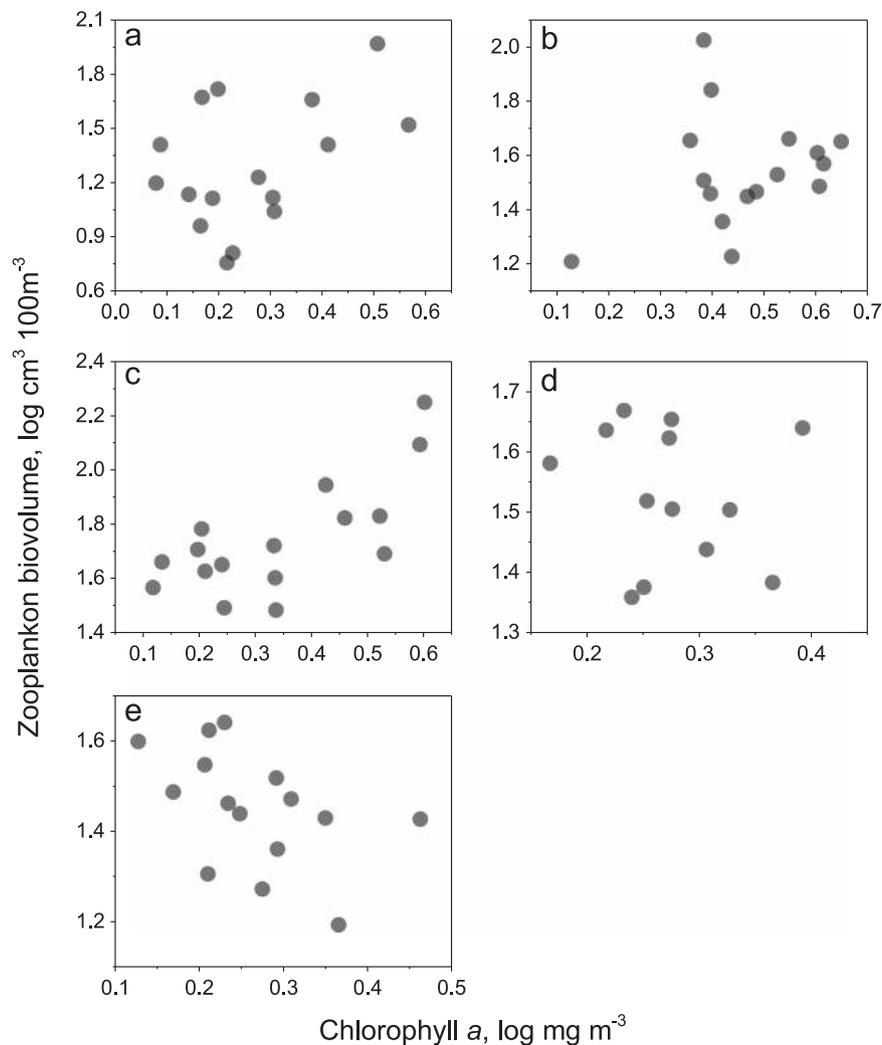 a
2.1
1.8
1.5
1.2
0.9
0.6
0.0 0.1 0.2 0.3 0.4 0.5 0.6
b
2.0
1.8
1.6
1.4
1.2
0.1 0.2 0.3 0.4 0.5 0.6 0.7
c
2.4
2.2
2.0
1.8
1.6
1.4
0.1 0.2 0.3 0.4 0.5 0.6
d
1.7
1.6
1.5
1.4
1.3
0.2 0.3 0.4
e
1.6
1.4
1.2
0.1 0.2 0.3 0.4 0.5
Zooplankon biovolume, log cm³ 100m⁻³
Chlorophyll a, log mg m⁻³